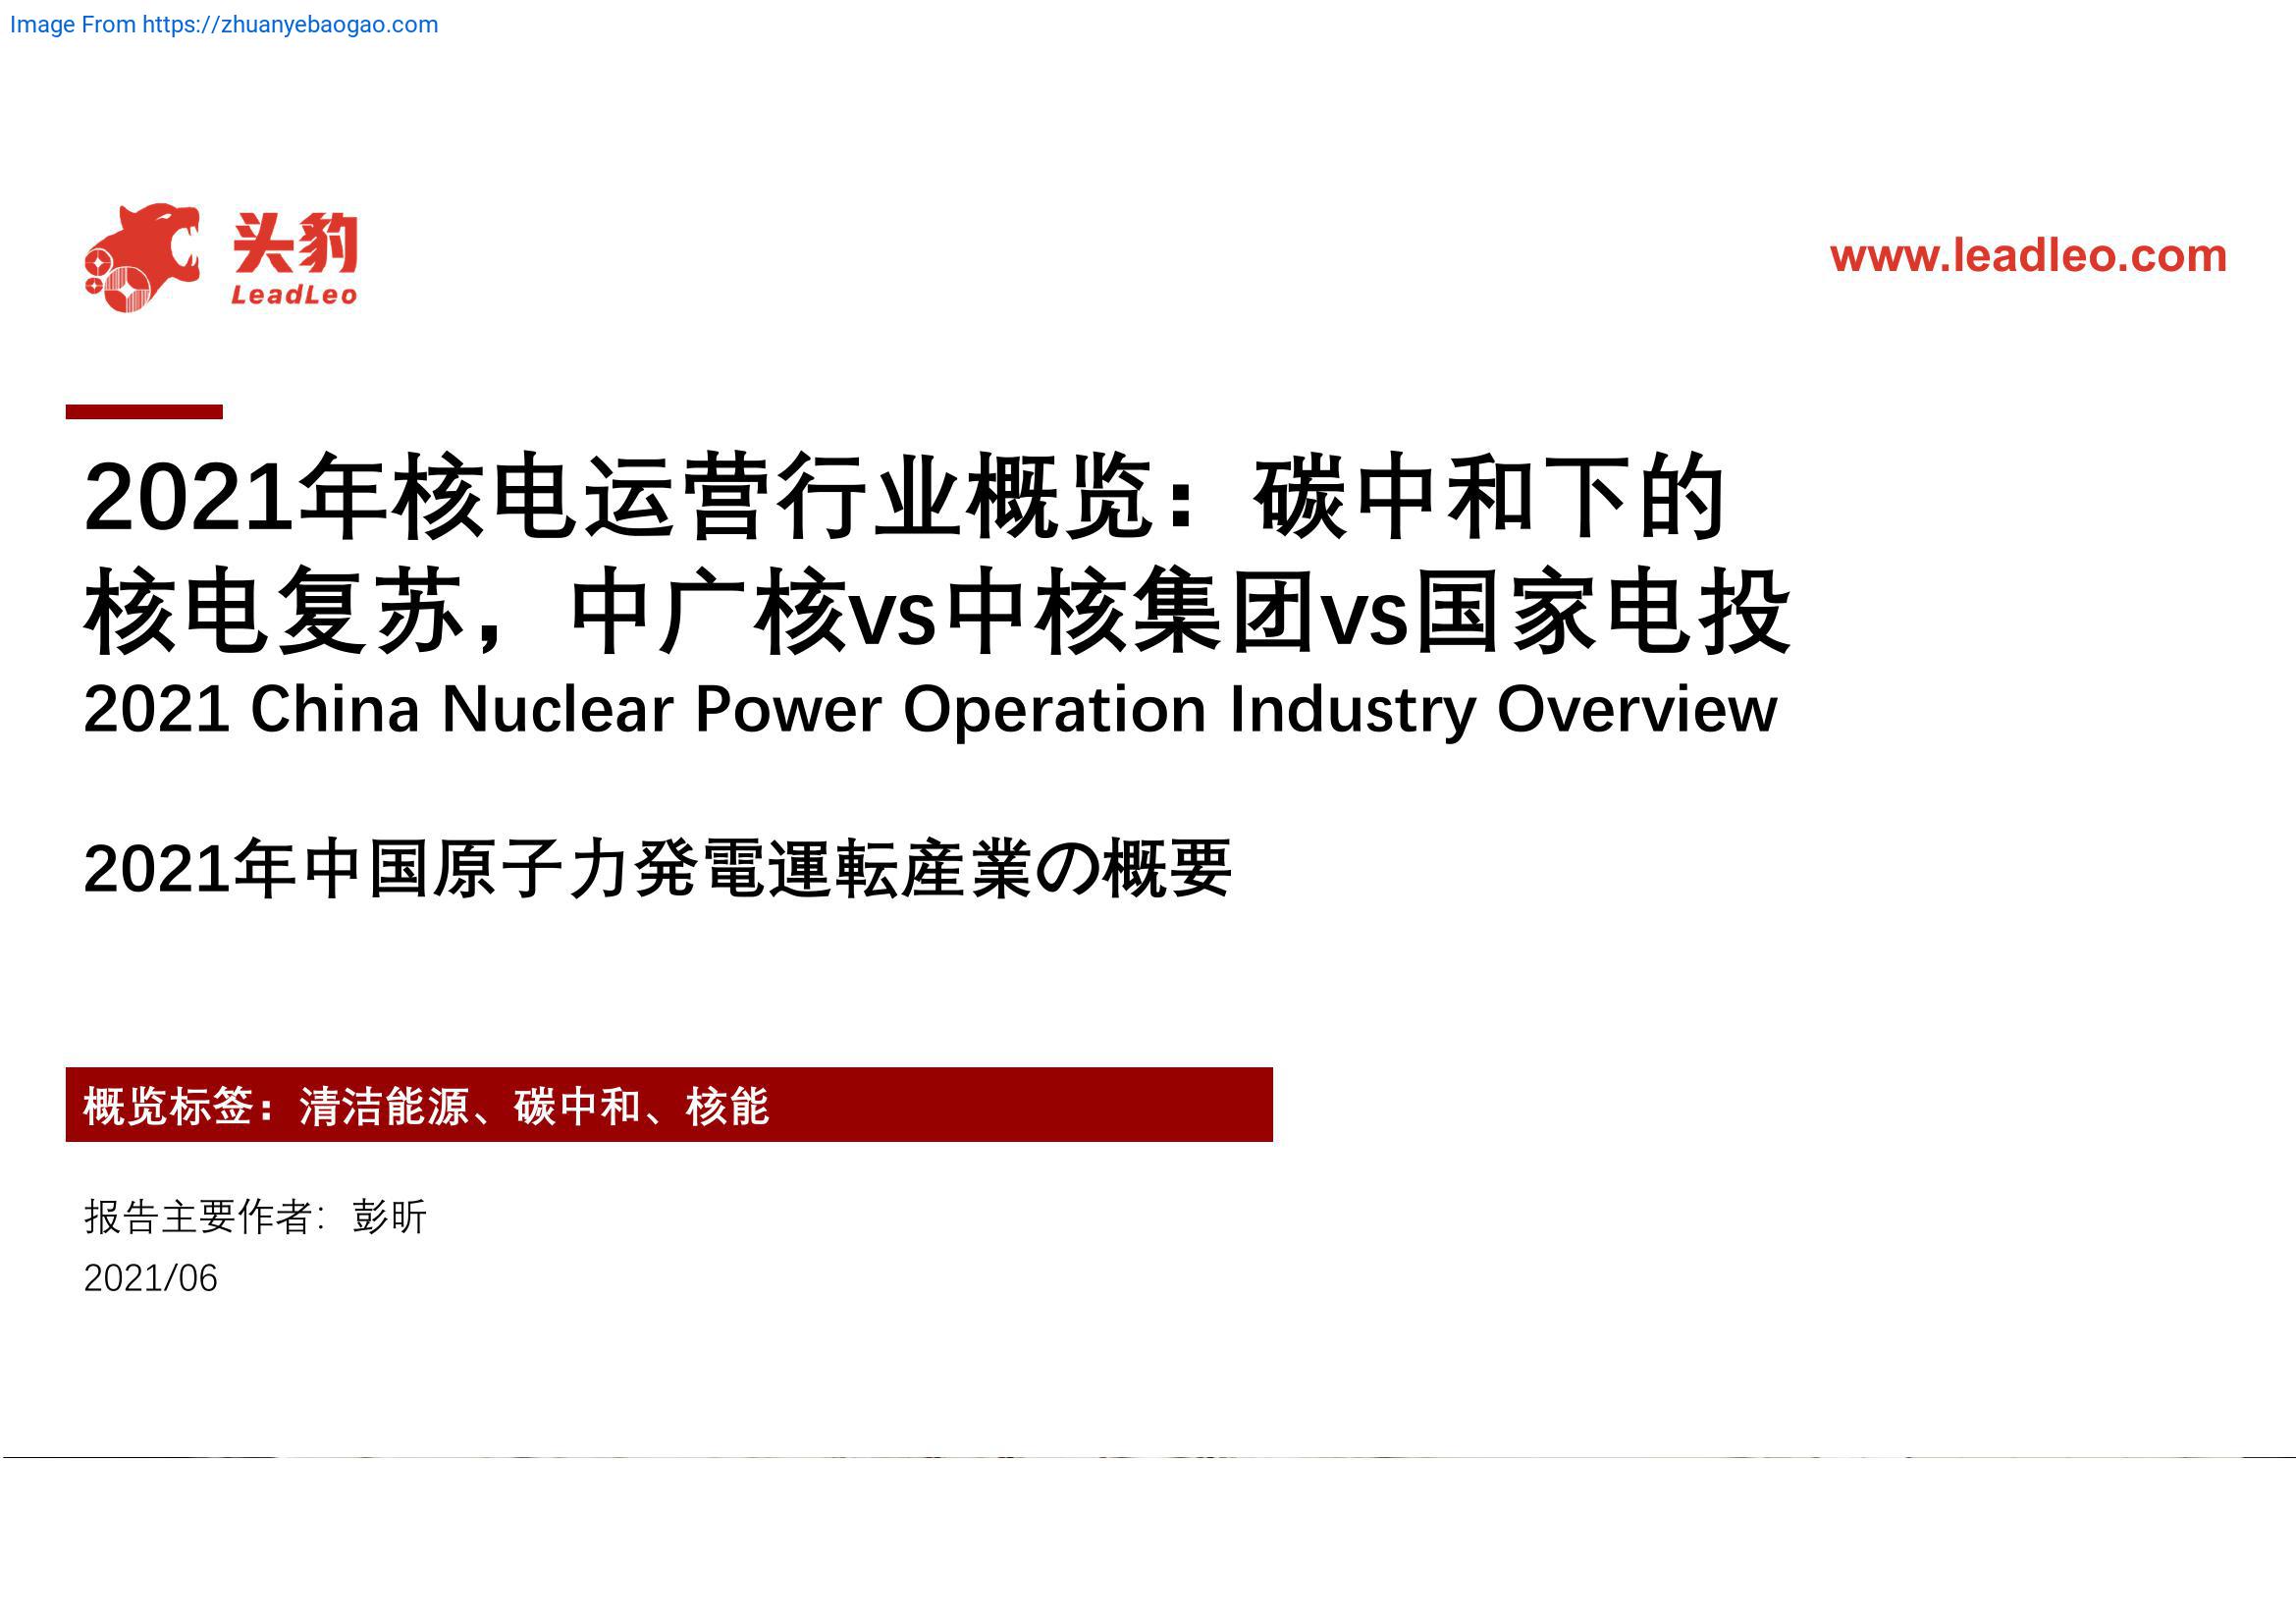 Image From https://zhuanyebaogao.com
头豹
LeadLeo
www.leadleo.com
2021年核电运营行业概览：碳中和下的
核电复苏，中广核vs中核集团vs国家电投
2021 China Nuclear Power Operation Industry Overview
2021年中国原子力発電運転産業の概要
概览标签：清洁能源、碳中和、核能
报告主要作者：彭昕
2021/06